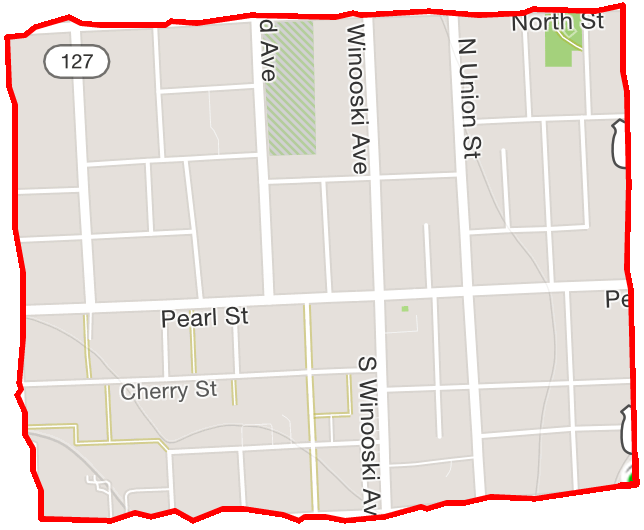 North St
127
d Ave
Winooski Ave
N Union St
Pearl St
Pe
Cherry St
S Winooski Av